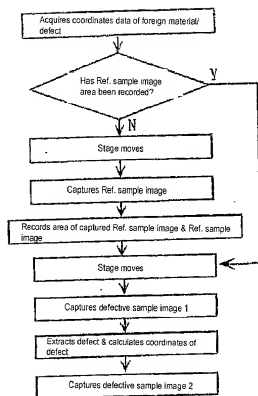 Acquires coordinates data of foreign material/
defect
Has Ref. sample image
area been recorded?
y
N
Stage moves
Captures Ref. sample image
Records area of captured Ref. sample image & Ref. sample
image
Stage moves
Captures defective sample image 1
Extracts defect & calculates coordinates of
defect
Captures defective sample image 2